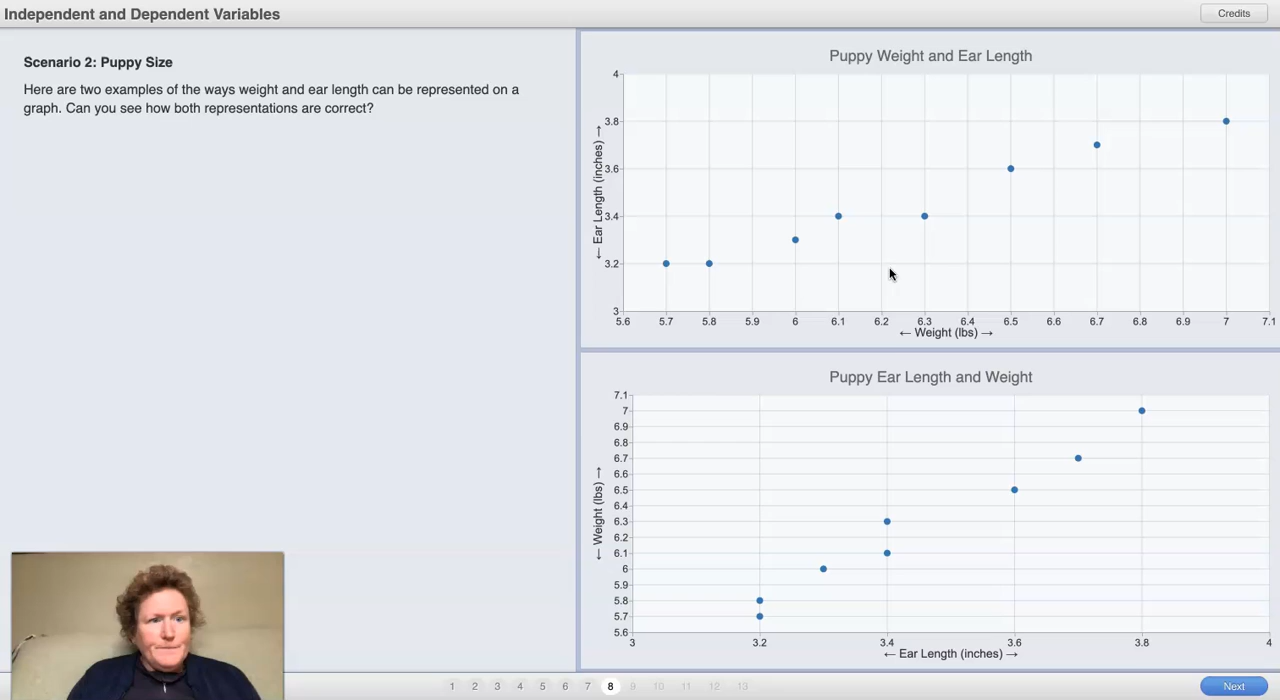 Independent and Dependent Variables
Credits
Scenario 2: Puppy Size
Here are two examples of the ways weight and ear length can be represented on a
graph. Can you see how both representations are correct?
Puppy Weight and Ear Length
← Ear Length (inches) →
4
3.8
3.6
3.4
3.2
3
5.6 5.7 5.8 5.9 6 6.1 6.2 6.3 6.4 6.5 6.6 6.7 6.8 6.9 7 7.1
← Weight (lbs) →
Puppy Ear Length and Weight
← Weight (lbs) →
7.1
7
6.9
6.8
6.7
6.6
6.5
6.4
6.3
6.2
6.1
6
5.9
5.8
5.7
5.6
3 3.2 3.4 3.6 3.8 4
← Ear Length (inches) →
1 2 3 4 5 6 7 8 9 10 11 12 13
Next